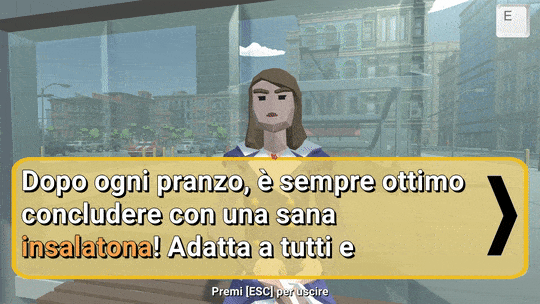 E
Dopo ogni pranzo, è sempre ottimo
concludere con una sana
insalatona! Adatta a tutti e
Premi [ESC] per uscire